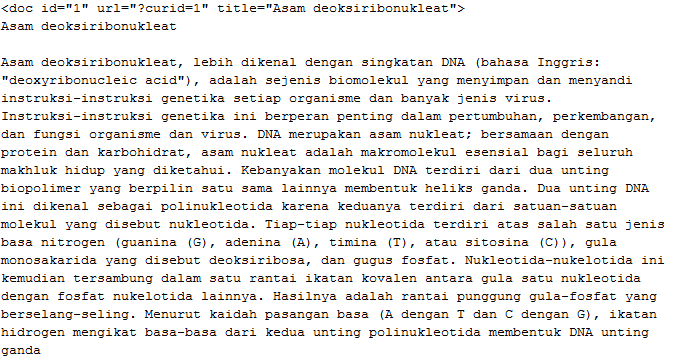 <doc id="1" url="?curid=1" title="Asam deoksiribonukleat">
Asam deoksiribonukleat

Asam deoksiribonukleat, lebih dikenal dengan singkatan DNA (bahasa Inggris:
"deoxyribonucleic acid"), adalah sejenis biomolekul yang menyimpan dan menyandi
instruksi-instruksi genetika setiap organisme dan banyak jenis virus.
Instruksi-instruksi genetika ini berperan penting dalam pertumbuhan, perkembangan,
dan fungsi organisme dan virus. DNA merupakan asam nukleat; bersamaan dengan
protein dan karbohidrat, asam nukleat adalah makromolekul esensial bagi seluruh
makhluk hidup yang diketahui. Kebanyakan molekul DNA terdiri dari dua unting
biopolimer yang berpilin satu sama lainnya membentuk heliks ganda. Dua unting DNA
ini dikenal sebagai polinukleotida karena keduanya terdiri dari satuan-satuan
molekul yang disebut nukleotida. Tiap-tiap nukleotida terdiri atas salah satu jenis
basa nitrogen (guanina (G), adenina (A), timina (T), atau sitosina (C)), gula
monosakarida yang disebut deoksiribosa, dan gugus fosfat. Nukleotida-nukelotida ini
kemudian tersambung dalam satu rantai ikatan kovalen antara gula satu nukleotida
dengan fosfat nukelotida lainnya. Hasilnya adalah rantai punggung gula-fosfat yang
berselang-seling. Menurut kaidah pasangan basa (A dengan T dan C dengan G), ikatan
hidrogen mengikat basa-basa dari kedua unting polinukleotida membentuk DNA unting
ganda